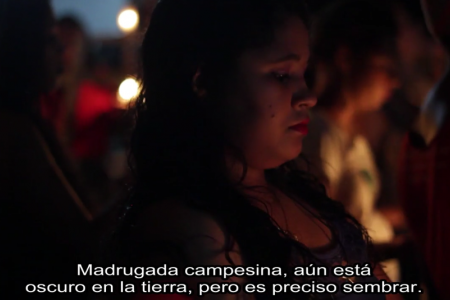 Madrugada campesina, aún está
oscuro en la tierra, pero es preciso sembrar.